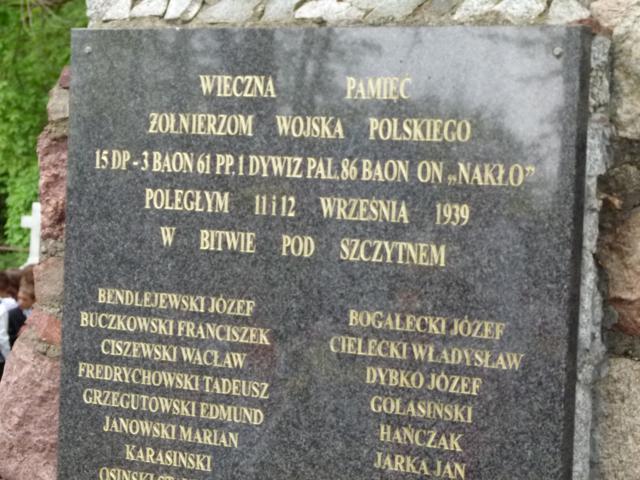 WIECZNA PAMIĘĆ
ŻOŁNIERZOM WOJSKA POLSKIEGO
15 DP - 3 BAON 61 PP. 1 DYWIZ PAL. 86 BAON ON „NAKŁO”
POLEGŁYM 11 i 12 WRZEŚNIA 1939
W BITWIE POD SZCZYTNEM
BENDLEJEWSKI JÓZEF
BUCZKOWSKI FRANCISZEK
CISZEWSKI WACŁAW
FREDRYCHOWSKI TADEUSZ
GRZEGUTOWSKI EDMUND
JANOWSKI MARIAN
KARASIŃSKI
OSIŃSKI
BOGALECKI JÓZEF
CIELECKI WŁADYSŁAW
DYBKO JÓZEF
GOLASIŃSKI
HAŃCZAK
JARKA JAN